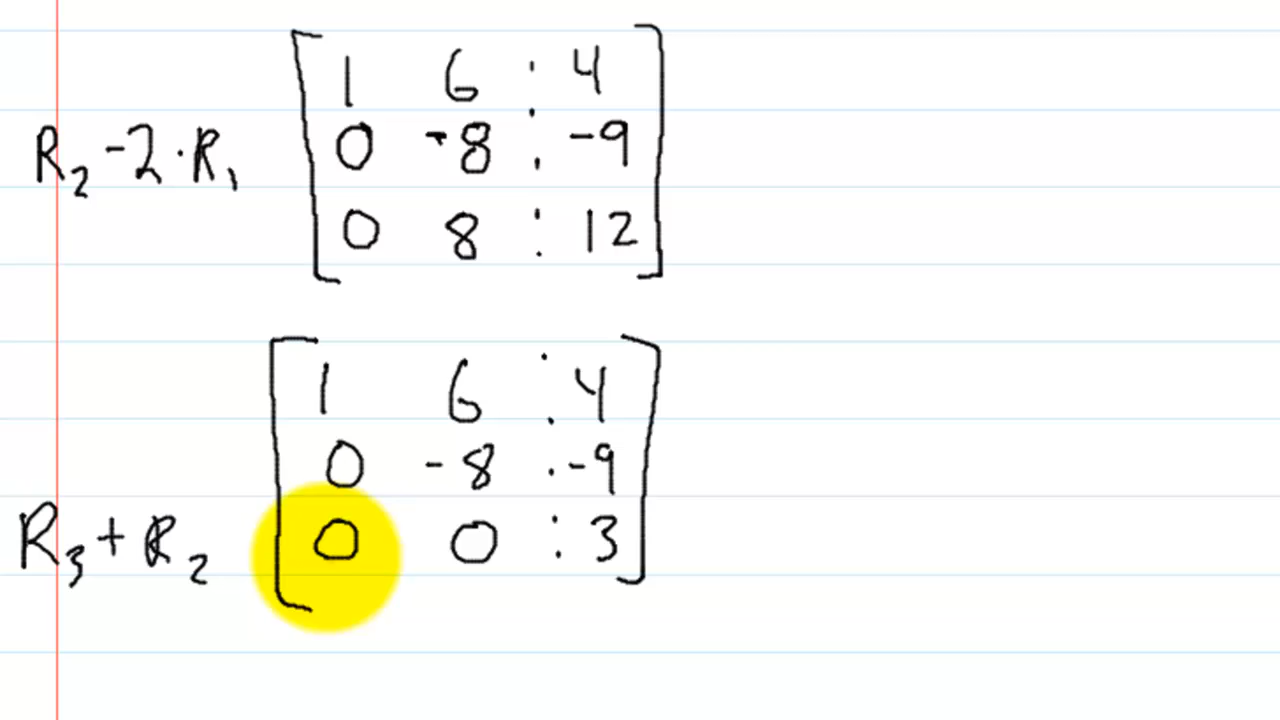 1 6 : 4
R₂ -2·R₁ 0 -8 : -9
0 8 : 12
1 6 : 4
0 -8 : -9
R₃ + R₂ 0 0 : 3